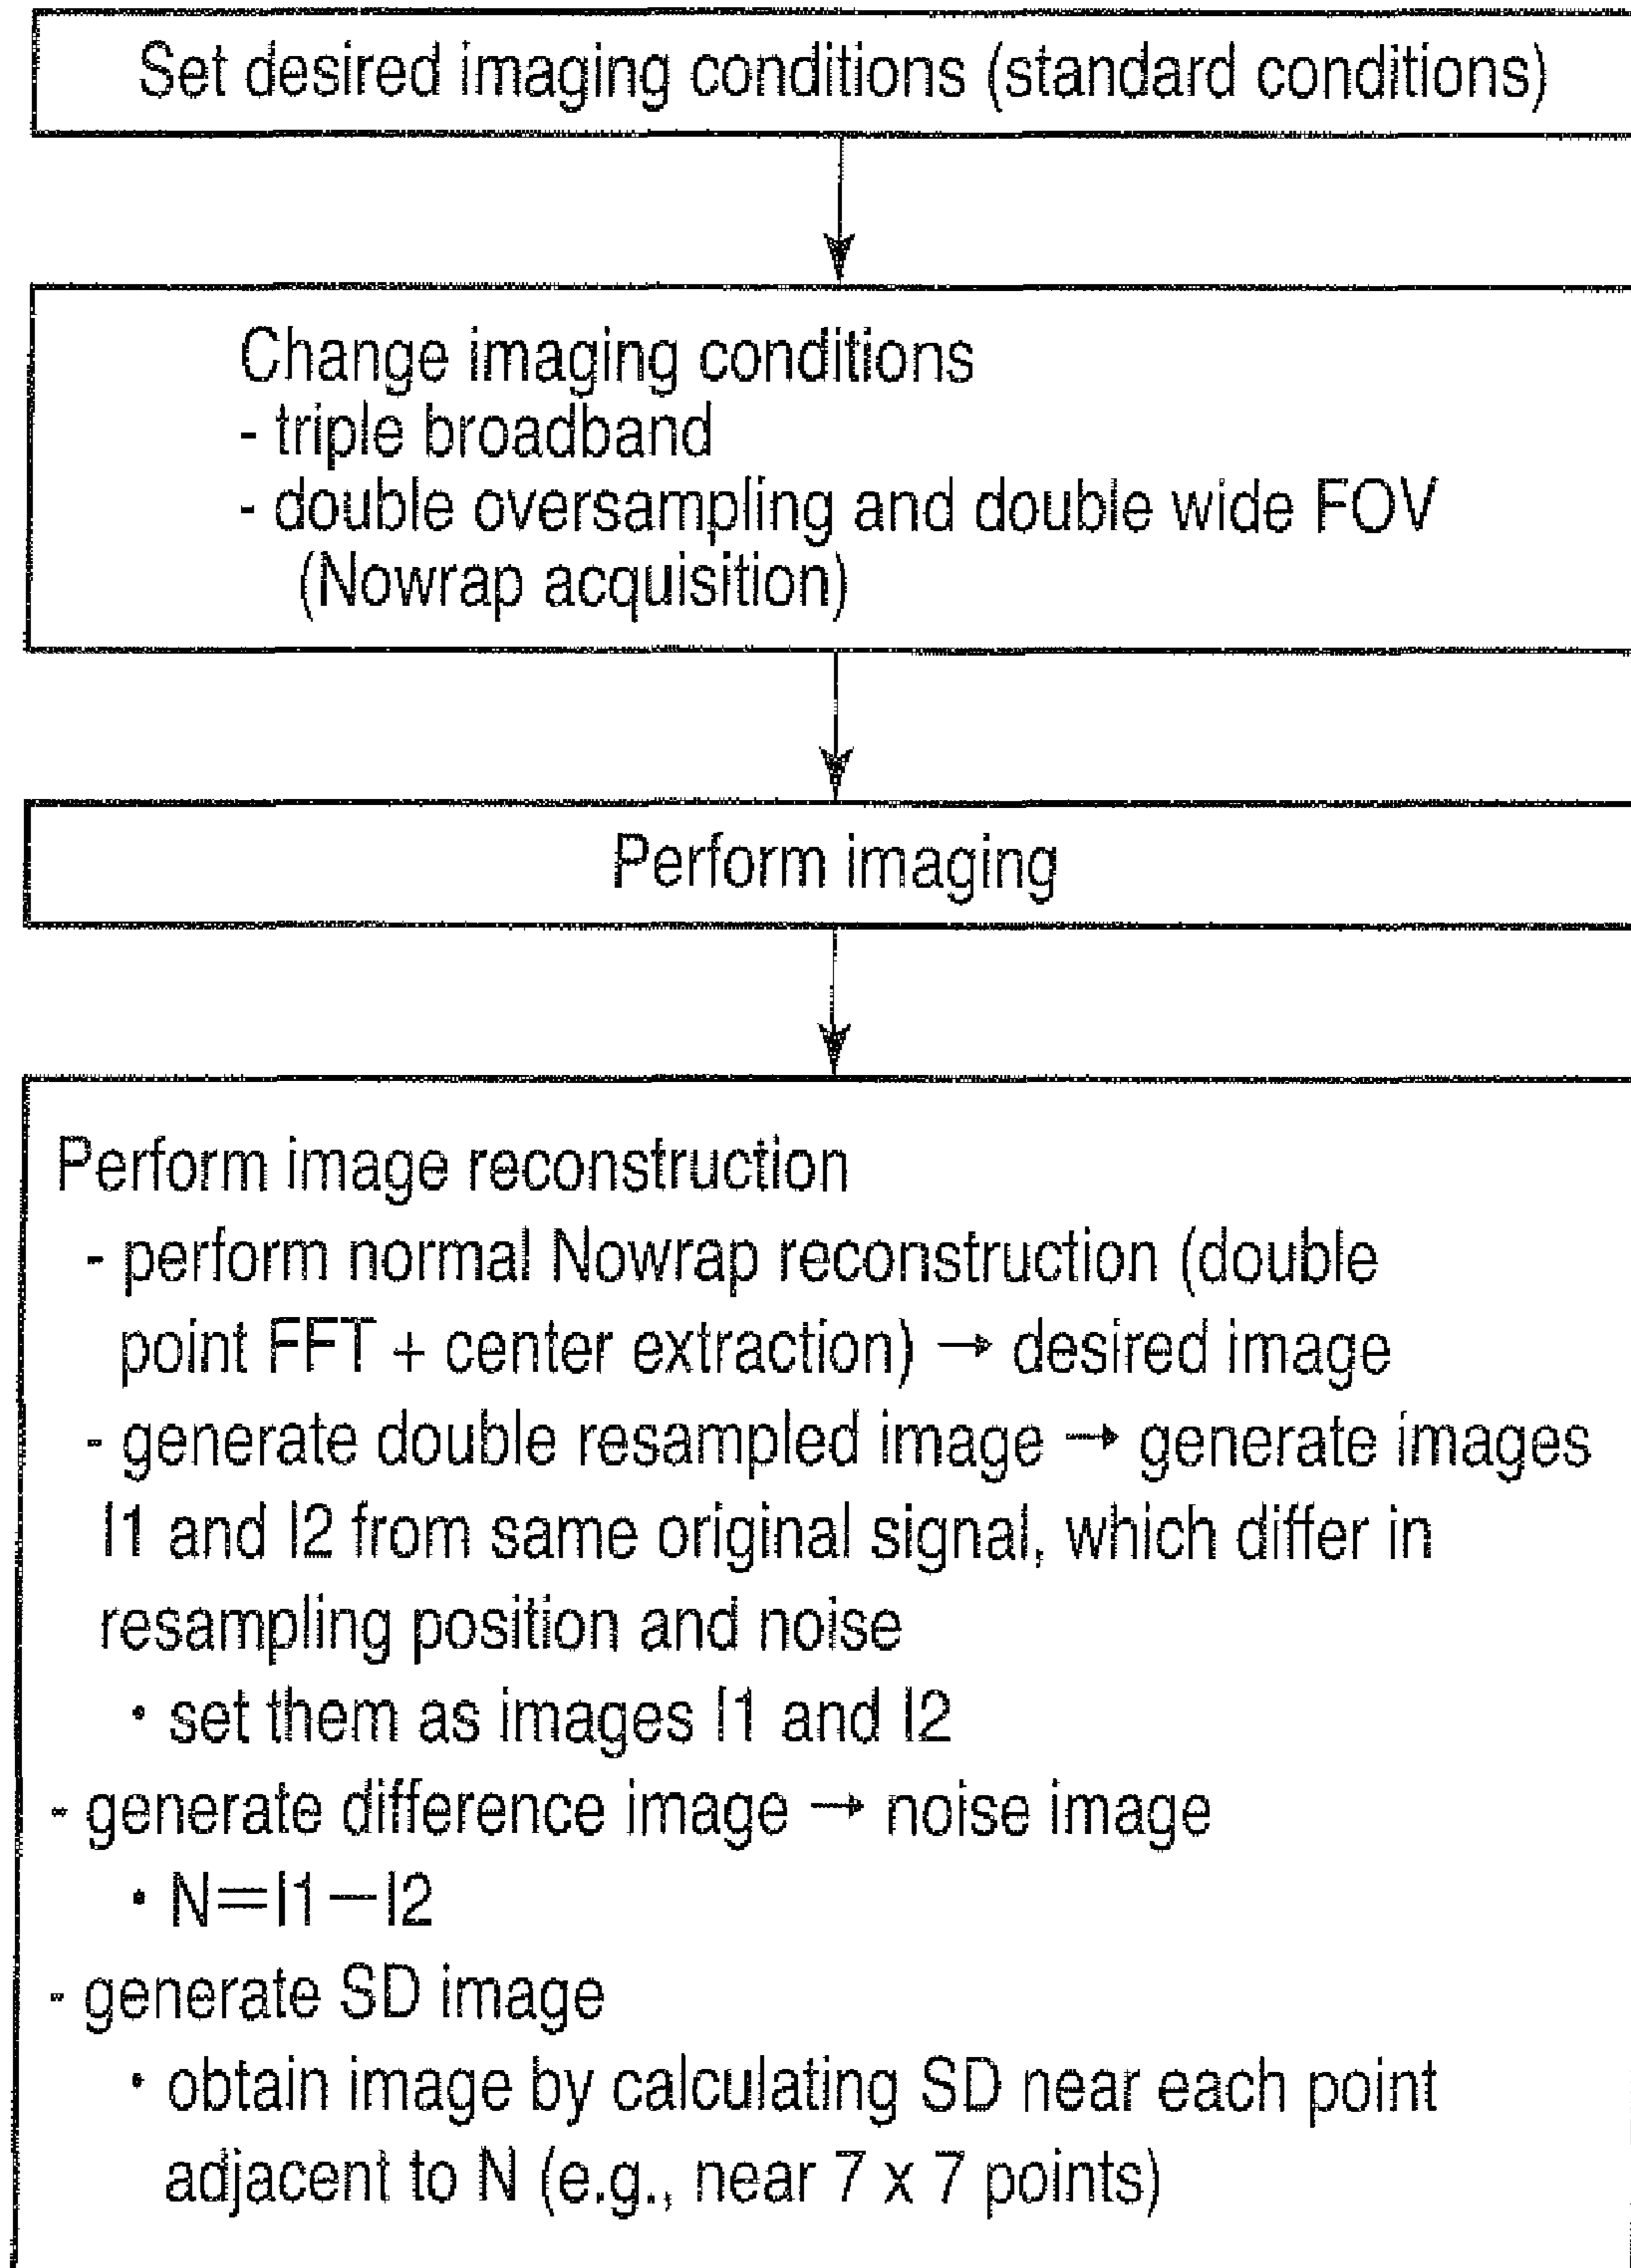 Set desired imaging conditions (standard conditions)
Change imaging conditions
- triple broadband
- double oversampling and double wide FOV
(Nowrap acquisition)
Perform imaging
Perform image reconstruction
- perform normal Nowrap reconstruction (double
point FFT + center extraction) → desired image
- generate double resampled image → generate images
I1 and I2 from same original signal, which differ in
resampling position and noise
・set them as images I1 and I2
- generate difference image → noise image
・N=I1−I2
- generate SD image
・obtain image by calculating SD near each point
adjacent to N (e.g., near 7 x 7 points)